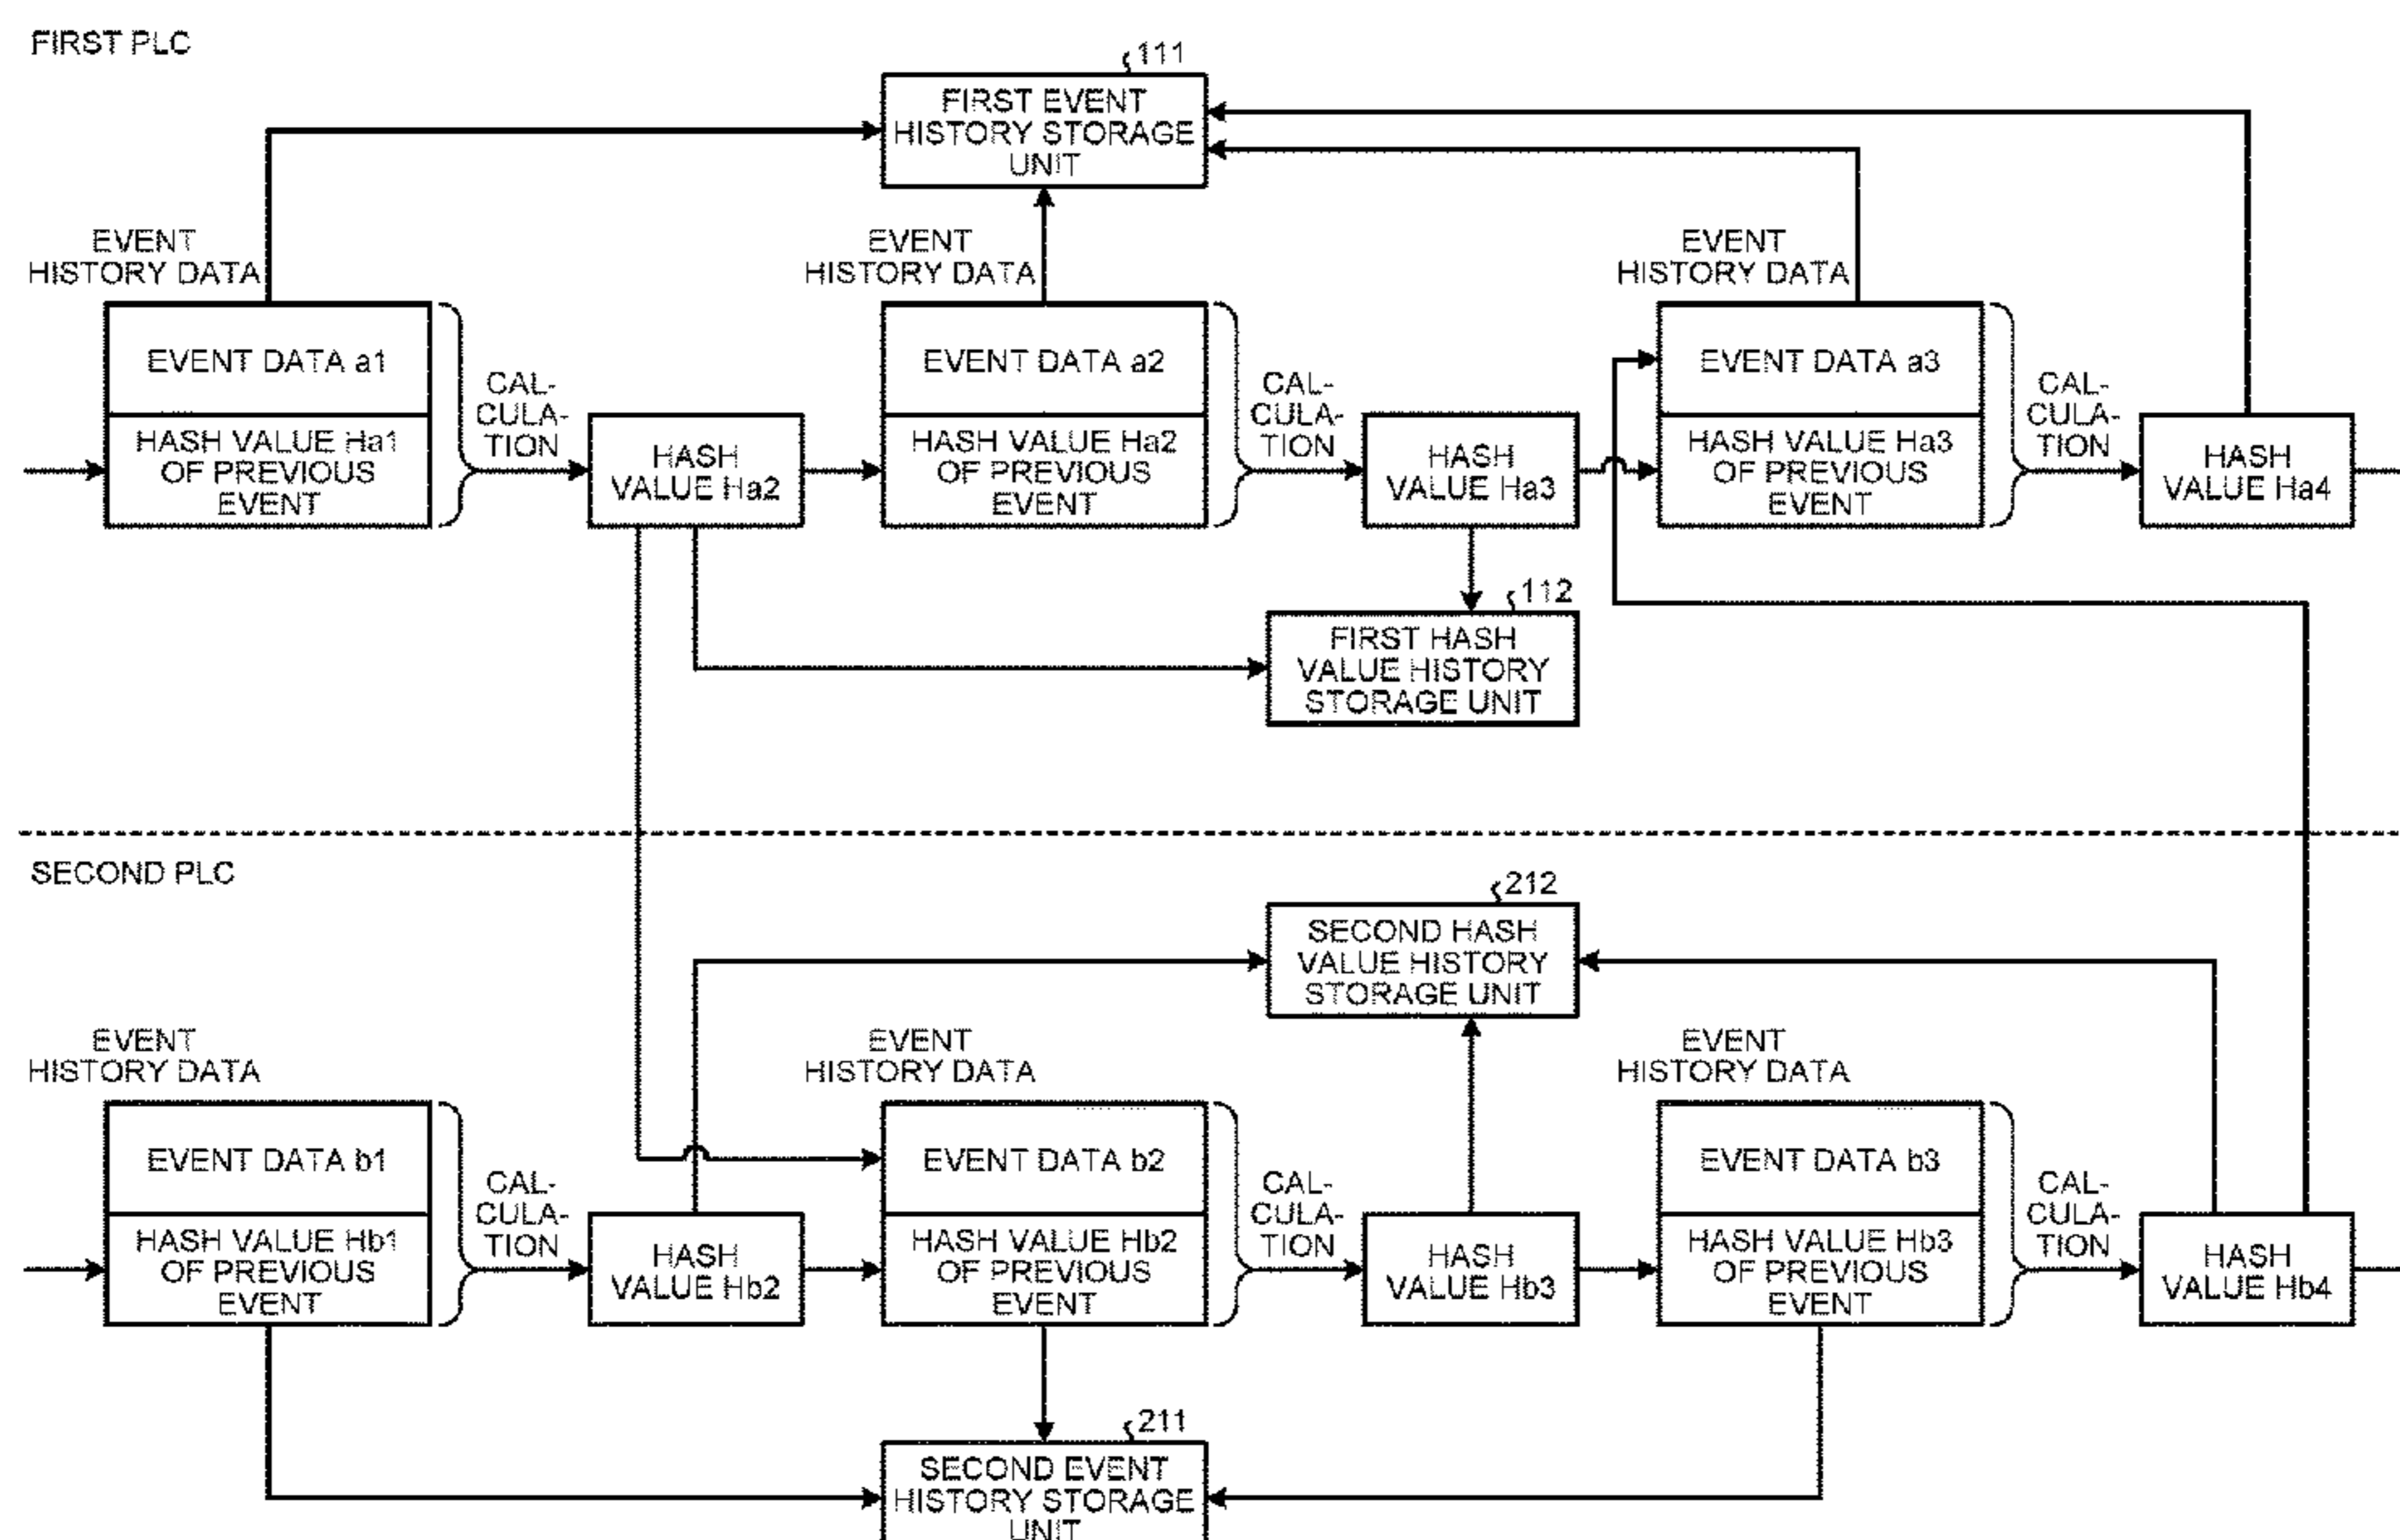 FIRST PLC
111
FIRST EVENT
HISTORY STORAGE
UNIT
EVENT
HISTORY DATA
EVENT
HISTORY DATA
EVENT
HISTORY DATA
EVENT DATA a1
HASH VALUE Ha1
OF PREVIOUS
EVENT
CAL-
CULA-
TION
HASH
VALUE Ha2
EVENT DATA a2
HASH VALUE Ha2
OF PREVIOUS
EVENT
CAL-
CULA-
TION
HASH
VALUE Ha3
EVENT DATA a3
HASH VALUE Ha3
OF PREVIOUS
EVENT
CAL-
CULA-
TION
HASH
VALUE Ha4
112
FIRST HASH
VALUE HISTORY
STORAGE UNIT
SECOND PLC
212
SECOND HASH
VALUE HISTORY
STORAGE UNIT
EVENT
HISTORY DATA
EVENT
HISTORY DATA
EVENT
HISTORY DATA
EVENT DATA b1
HASH VALUE Hb1
OF PREVIOUS
EVENT
CAL-
CULA-
TION
HASH
VALUE Hb2
EVENT DATA b2
HASH VALUE Hb2
OF PREVIOUS
EVENT
CAL-
CULA-
TION
HASH
VALUE Hb3
EVENT DATA b3
HASH VALUE Hb3
OF PREVIOUS
EVENT
CAL-
CULA-
TION
HASH
VALUE Hb4
211
SECOND EVENT
HISTORY STORAGE
UNIT